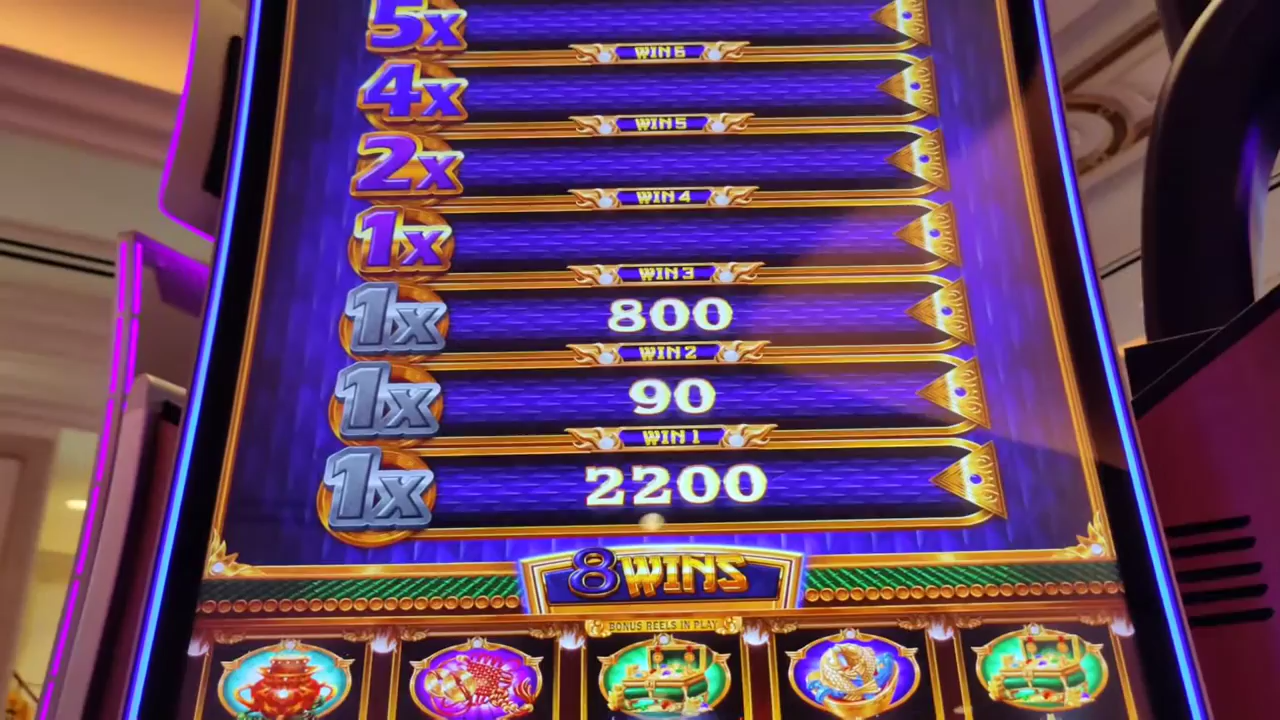 5x
WIN 6
4x
WIN 5
2x
WIN 4
1x
WIN 3
1x 800
WIN 2
1x 90
WIN 1
1x 2200
8 WINS
BONUS REELS IN PLAY